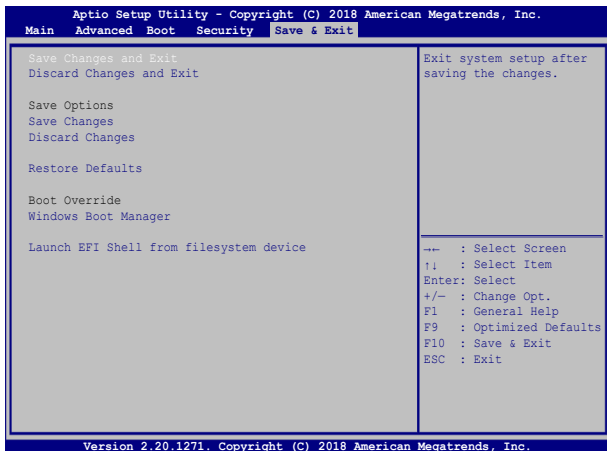 Aptio Setup Utility - Copyright (C) 2018 American Megatrends, Inc.
Main Advanced Boot Security Save & Exit
Save Changes and Exit
Discard Changes and Exit
Save Options
Save Changes
Discard Changes
Restore Defaults
Boot Override
Windows Boot Manager
Launch EFI Shell from filesystem device
Exit system setup after
saving the changes.
→← : Select Screen
↑↓ : Select Item
Enter: Select
+/— : Change Opt.
F1 : General Help
F9 : Optimized Defaults
F10 : Save & Exit
ESC : Exit
Version 2.20.1271. Copyright (C) 2018 American Megatrends, Inc.